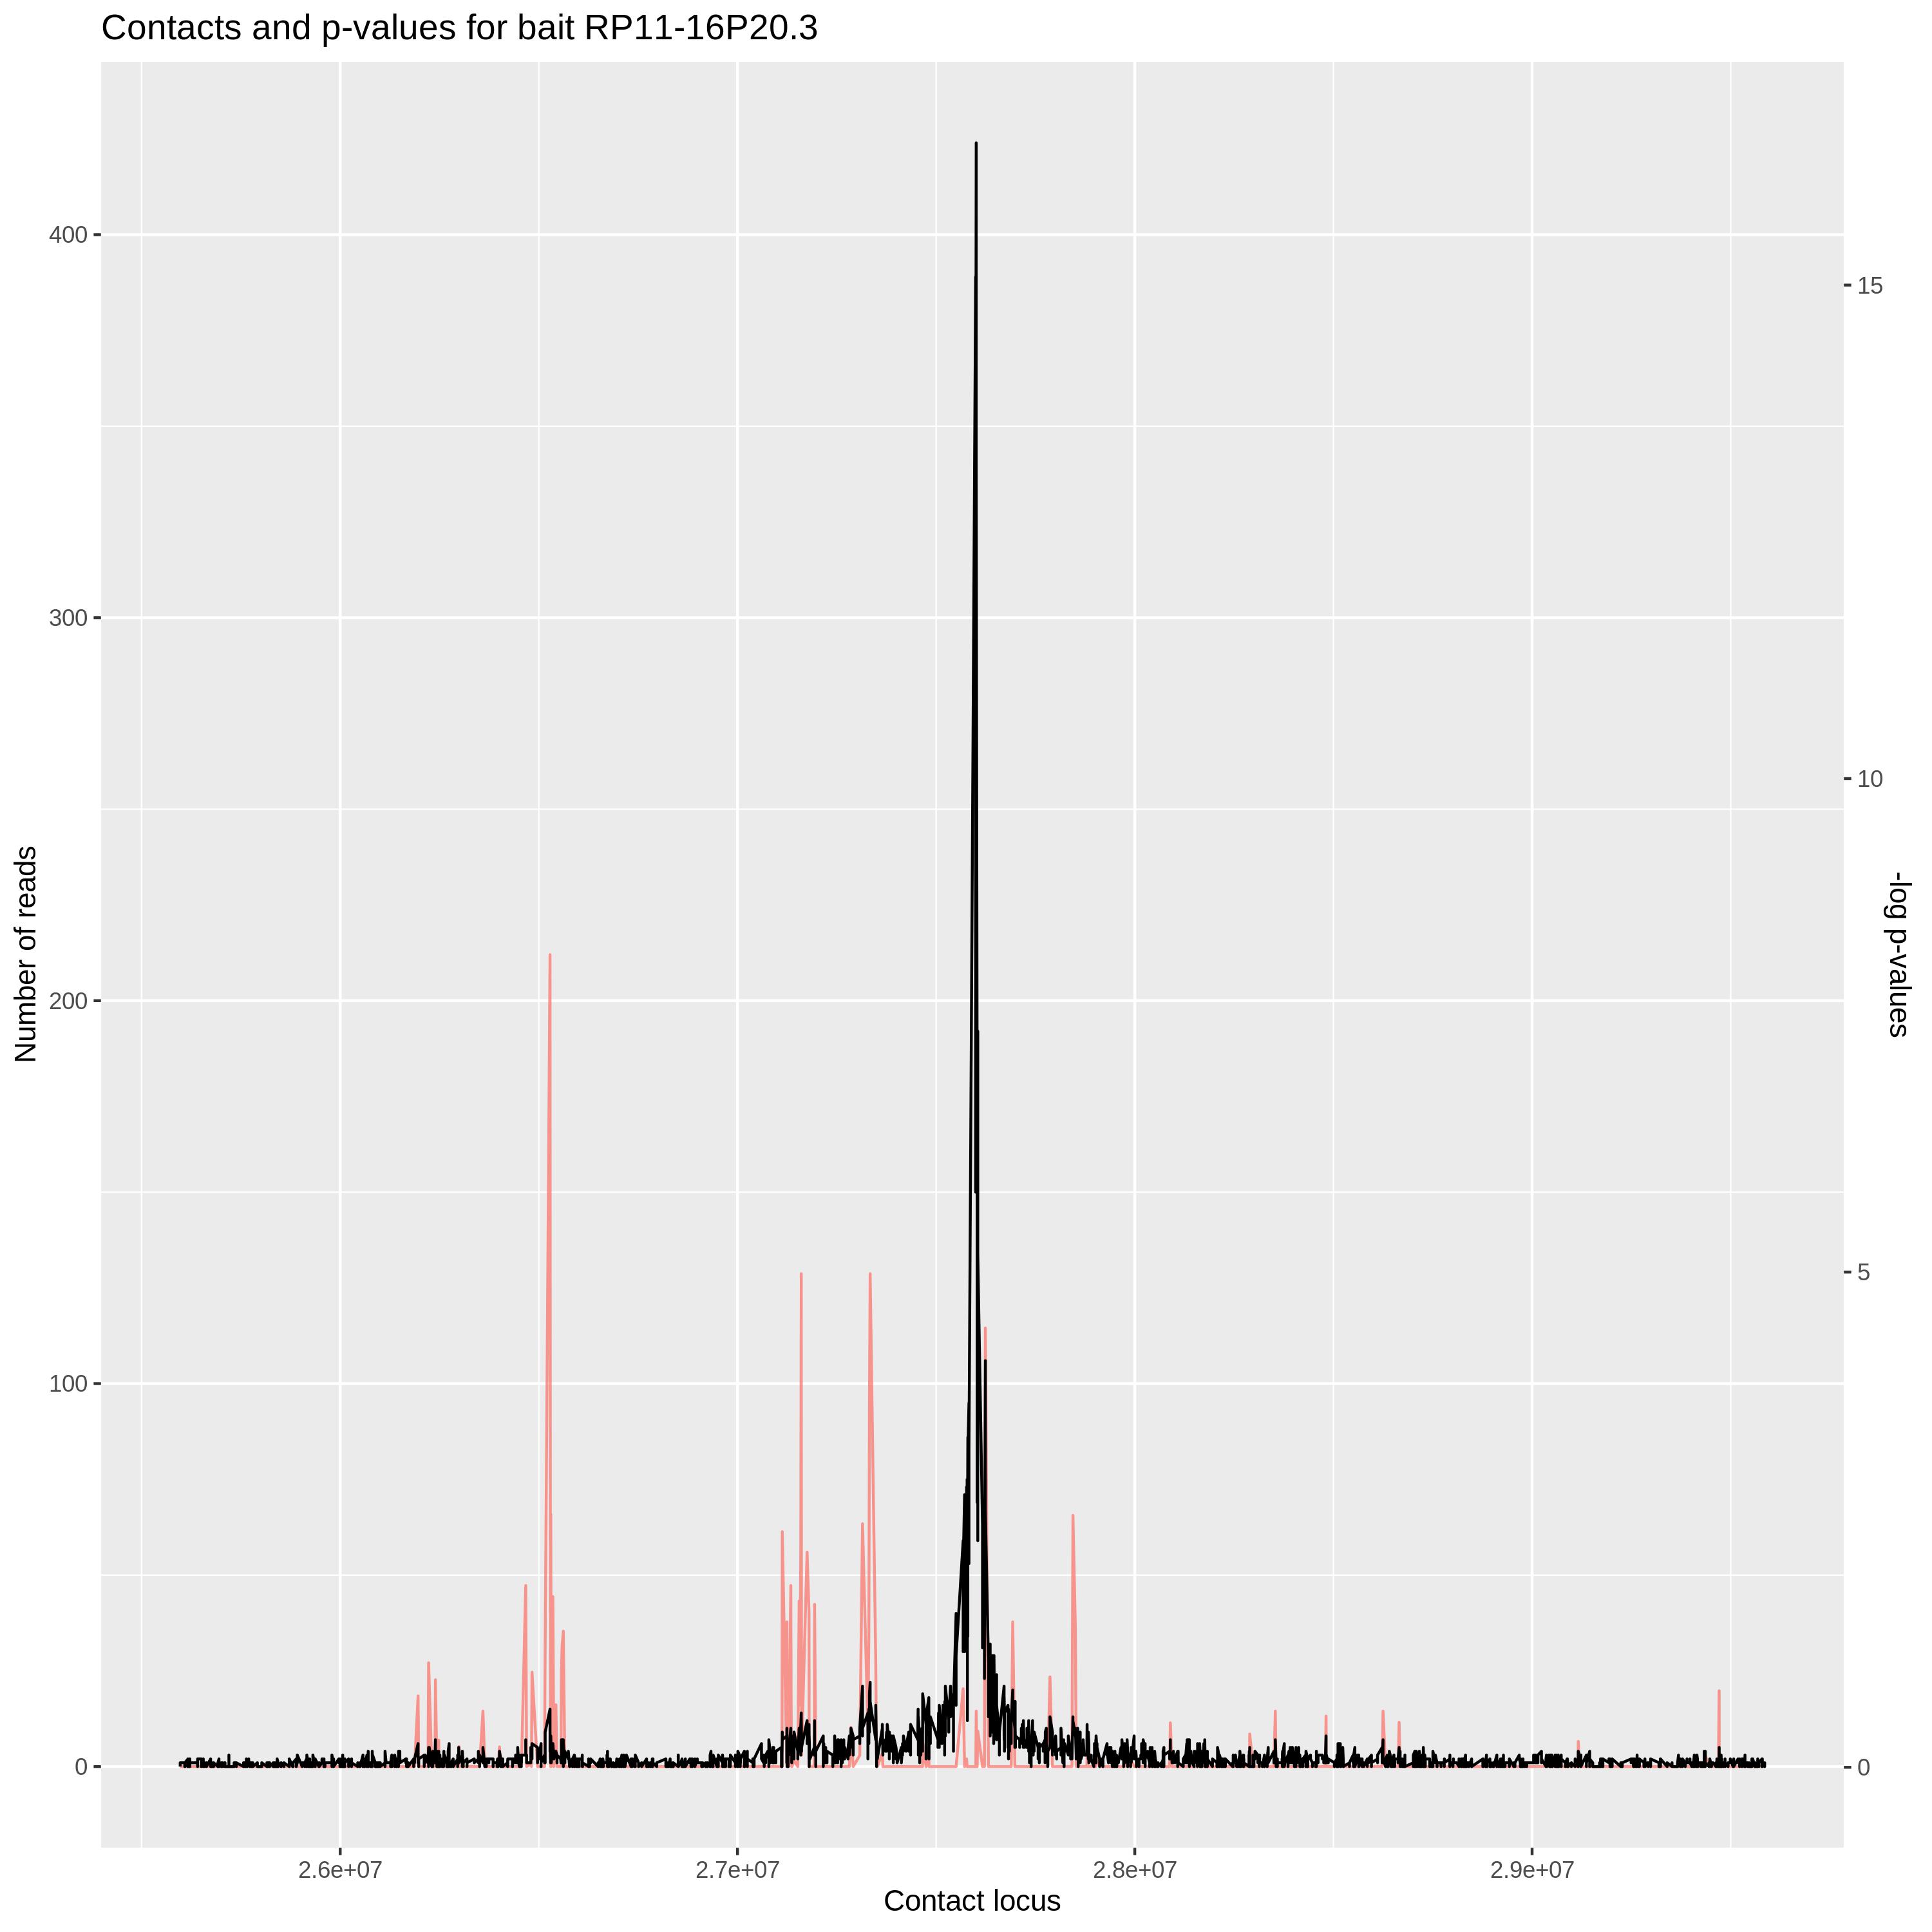 Contacts and p-values for bait RP11-16P20.3
400
300
200
100
0
15
10
5
0
Number of reads
-log p-values
2.6e+07
2.7e+07
2.8e+07
2.9e+07
Contact locus